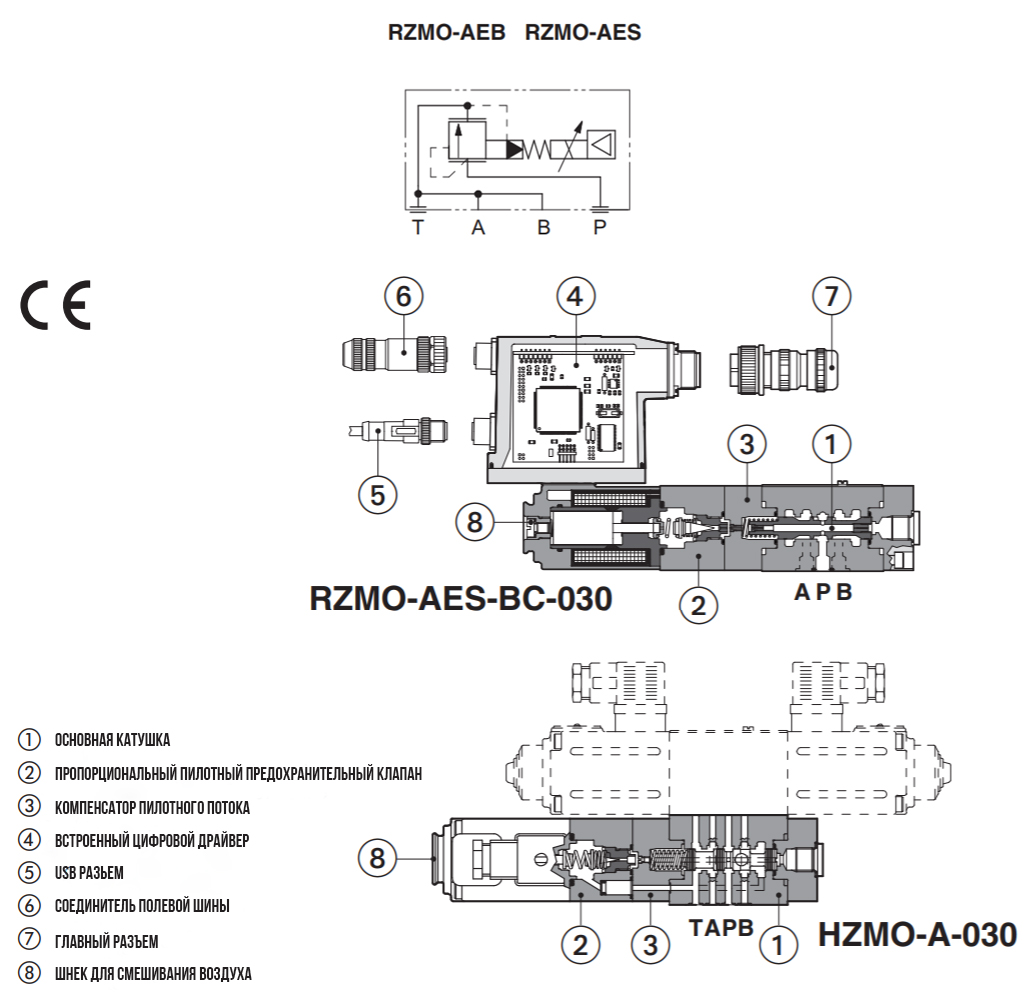 RZMO-AEB RZMO-AES
T A B P
CE
6 4 7
3 1
5
8
RZMO-AES-BC-030
2
A P B
1 ОСНОВНАЯ КАТУШКА
2 ПРОПОРЦИОНАЛЬНЫЙ ПИЛОТНЫЙ ПРЕДОХРАНИТЕЛЬНЫЙ КЛАПАН
3 КОМПЕНСАТОР ПИЛОТНОГО ПОТОКА
4 ВСТРОЕННЫЙ ЦИФРОВОЙ ДРАЙВЕР
5 USB РАЗЬЕМ
6 СОЕДИНИТЕЛЬ ПОЛЕВОЙ ШИНЫ
7 ГЛАВНЫЙ РАЗЪЕМ
8 ШНЕК ДЛЯ СМЕШИВАНИЯ ВОЗДУХА
8
2 3 TAPB 1
HZMO-A-030